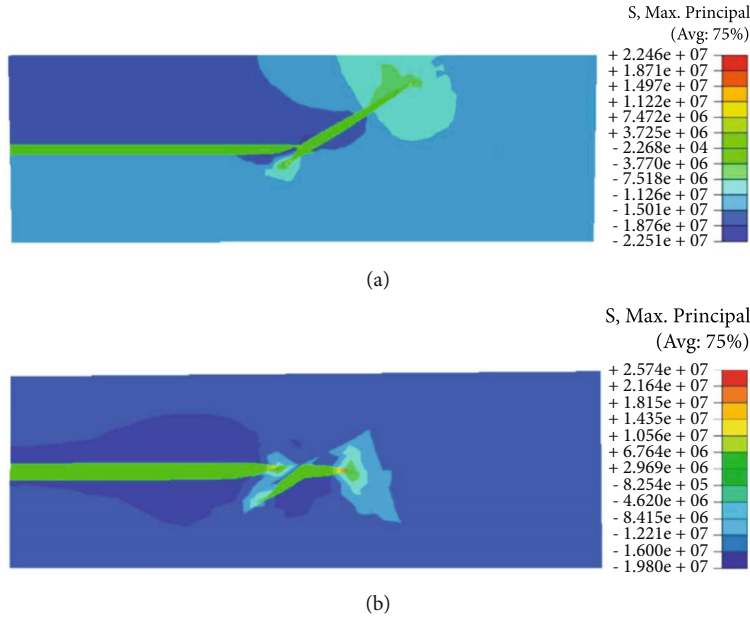 S, Max. Principal
(Avg: 75%)
+ 2.246e + 07
+ 1.871e + 07
+ 1.497e + 07
+ 1.122e + 07
+ 7.472e + 06
+ 3.725e + 06
- 2.268e + 04
- 3.770e + 06
- 7.518e + 06
- 1.126e + 07
- 1.501e + 07
- 1.876e + 07
- 2.251e + 07
(a)
S, Max. Principal
(Avg: 75%)
+ 2.574e + 07
+ 2.164e + 07
+ 1.815e + 07
+ 1.435e + 07
+ 1.056e + 07
+ 6.764e + 06
+ 2.969e + 06
- 8.254e + 05
- 4.620e + 06
- 8.415e + 06
- 1.221e + 07
- 1.600e + 07
- 1.980e + 07
(b)